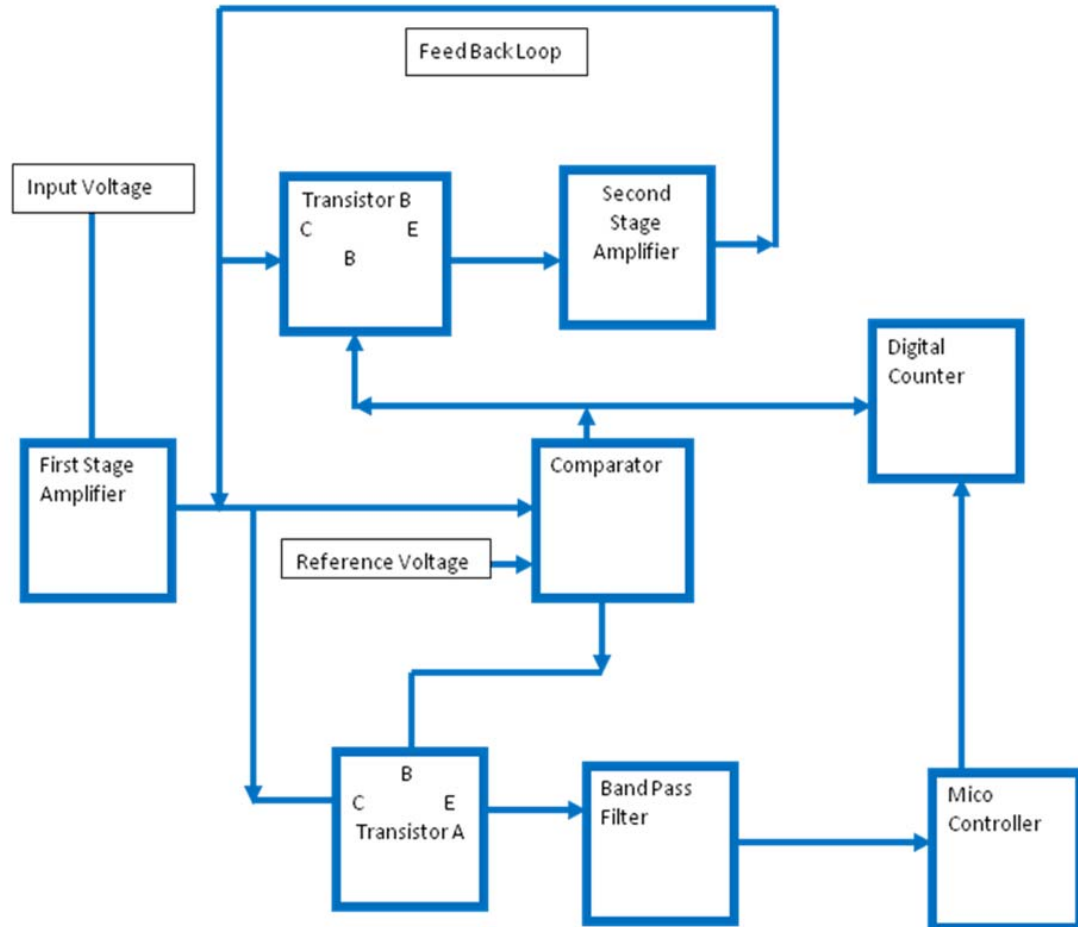 Feed Back Loop
Input Voltage
Transistor B
C E
B
Second
Stage
Amplifier
Digital
Counter
First Stage
Amplifier
Comparator
Reference Voltage
B
C E
Transistor A
Band Pass
Filter
Mico
Controller